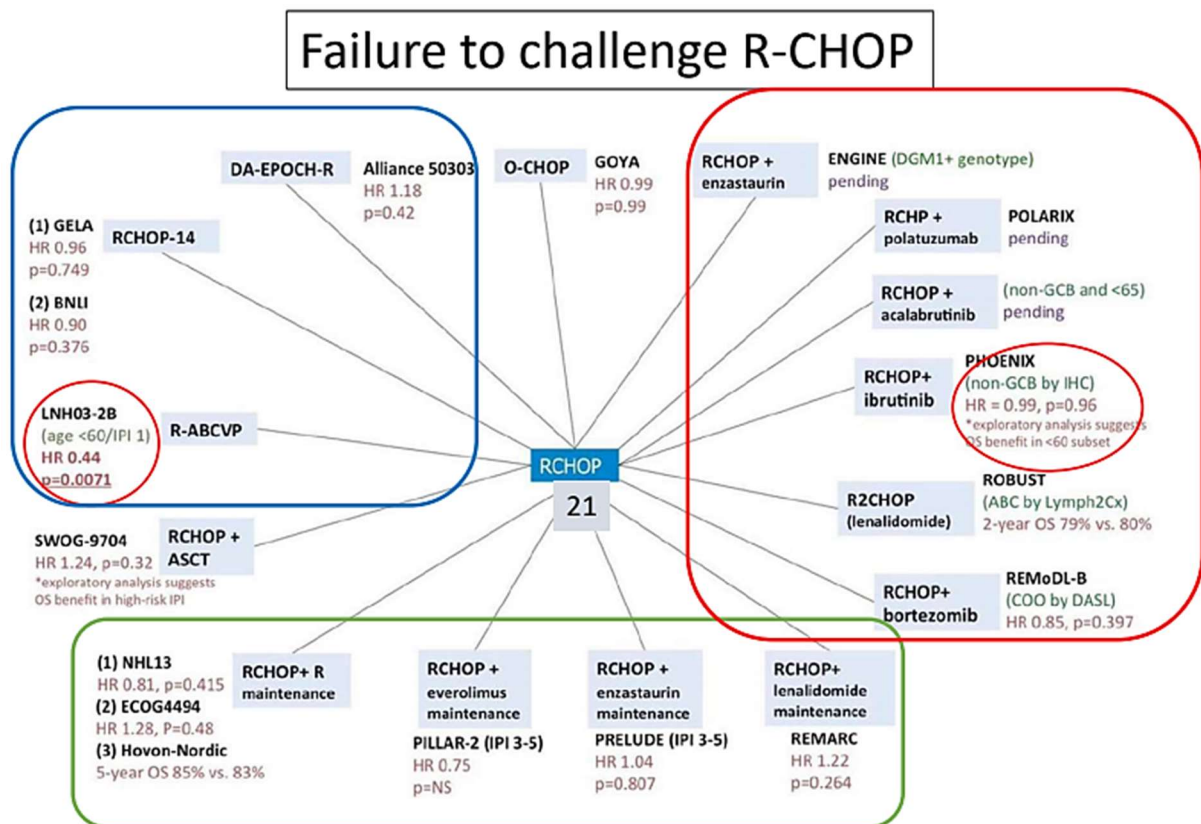 Failure to challenge R-CHOP
DA-EPOCH-R
Alliance 50303
HR 1.18
p=0.42
O-CHOP
GOYA
HR 0.99
p=0.99
RCHOP +
enzastaurin
ENGINE (DGM1+ genotype)
pending
(1) GELA
HR 0.96
p=0.749
(2) BNLI
HR 0.90
p=0.376
RCHOP-14
RCHP +
polatuzumab
POLARIX
pending
RCHOP +
acalabrutinib
(non-GCB and <65)
pending
RCHOP+
ibrutinib
PHOENIX
(non-GCB by IHC)
HR = 0.99, p=0.96
*exploratory analysis suggests
OS benefit in <60 subset
LNH03-2B
(age <60/IPI 1)
HR 0.44
p=0.0071
R-ABCVP
RCHOP
21
R2CHOP
(lenalidomide)
ROBUST
(ABC by Lymph2Cx)
2-year OS 79% vs. 80%
SWOG-9704
HR 1.24, p=0.32
*exploratory analysis suggests
OS benefit in high-risk IPI
RCHOP +
ASCT
RCHOP+
bortezomib
REMoDL-B
(COO by DASL)
HR 0.85, p=0.397
(1) NHL13
HR 0.81, p=0.415
(2) ECOG4494
HR 1.28, P=0.48
(3) Hovon-Nordic
5-year OS 85% vs. 83%
RCHOP+ R
maintenance
RCHOP +
everolimus
maintenance
PILLAR-2 (IPI 3-5)
HR 0.75
p=NS
RCHOP +
enzastaurin
maintenance
PRELUDE (IPI 3-5)
HR 1.04
p=0.807
RCHOP+
lenalidomide
maintenance
REMARC
HR 1.22
p=0.264